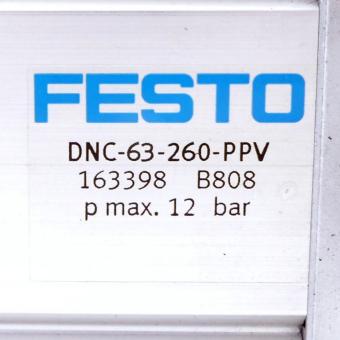 FESTO
DNC-63-260-PPV
163398 B808
p max. 12 bar